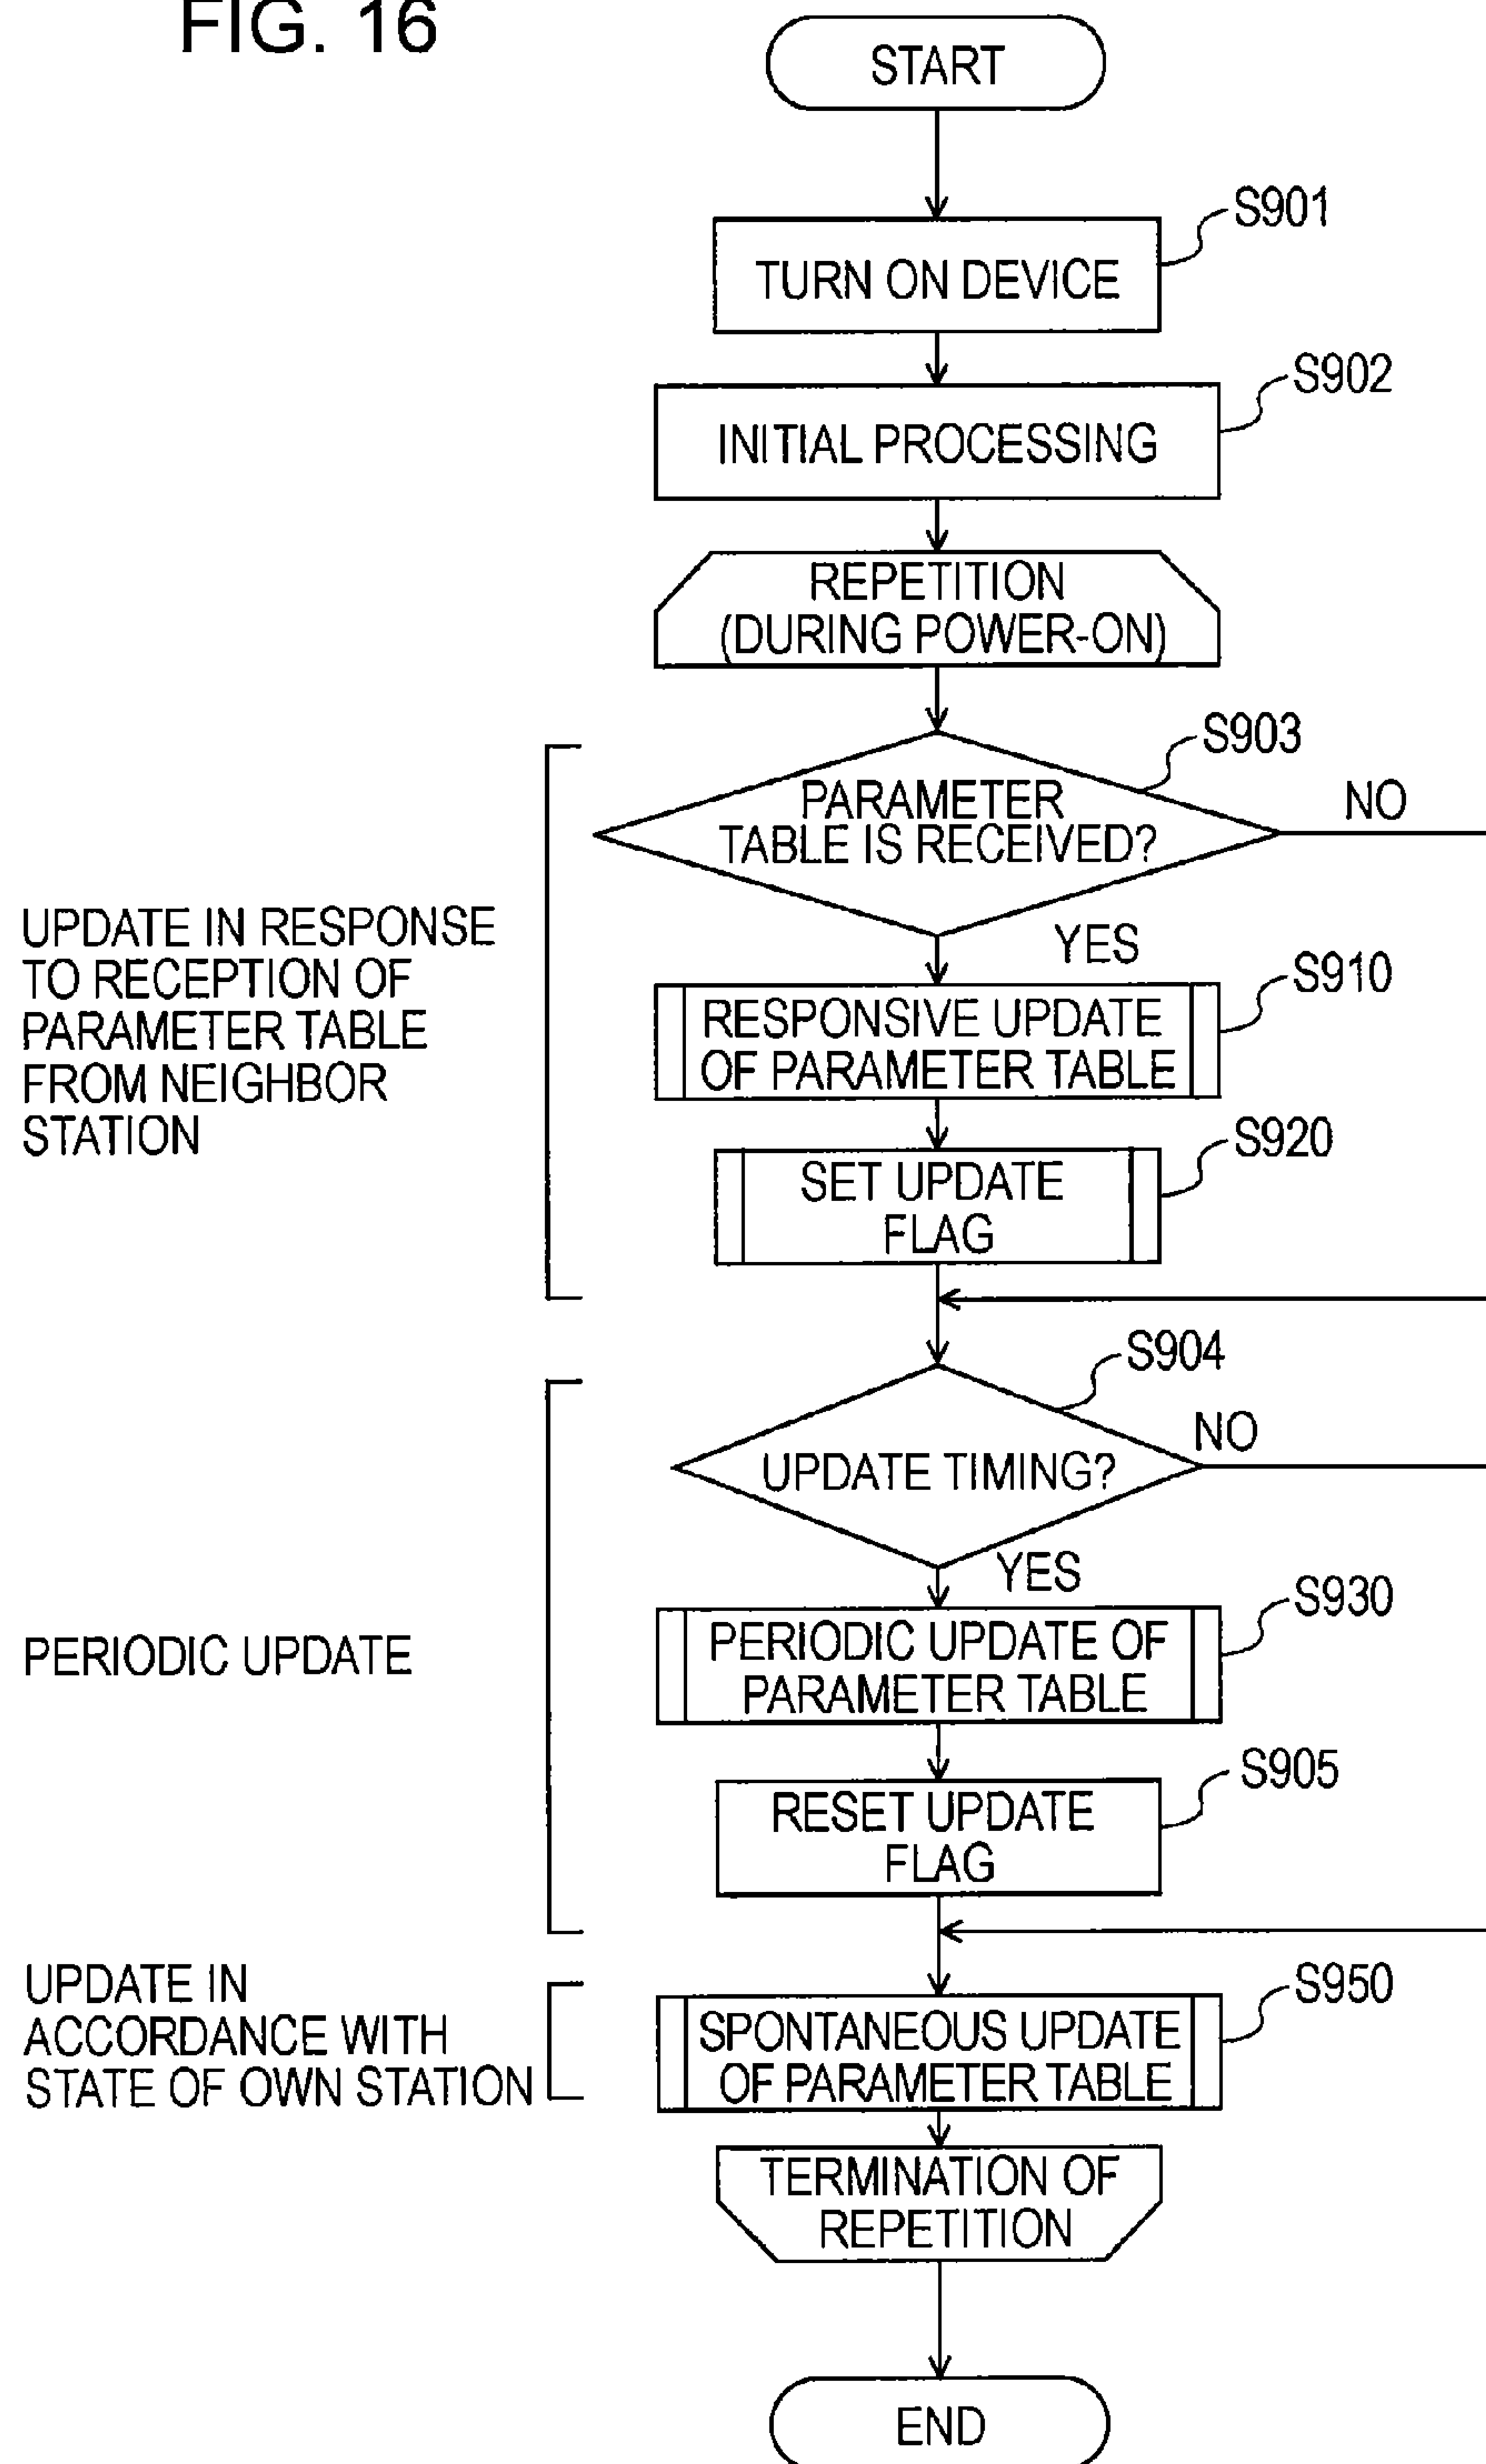 FIG. 16
START
S901
TURN ON DEVICE
S902
INITIAL PROCESSING
REPETITION
(DURING POWER-ON)
S903
PARAMETER
TABLE IS RECEIVED?
NO
YES
UPDATE IN RESPONSE
TO RECEPTION OF
PARAMETER TABLE
FROM NEIGHBOR
STATION
S910
RESPONSIVE UPDATE
OF PARAMETER TABLE
S920
SET UPDATE
FLAG
S904
UPDATE TIMING?
NO
YES
PERIODIC UPDATE
S930
PERIODIC UPDATE OF
PARAMETER TABLE
S905
RESET UPDATE
FLAG
UPDATE IN
ACCORDANCE WITH
STATE OF OWN STATION
S950
SPONTANEOUS UPDATE
OF PARAMETER TABLE
TERMINATION OF
REPETITION
END